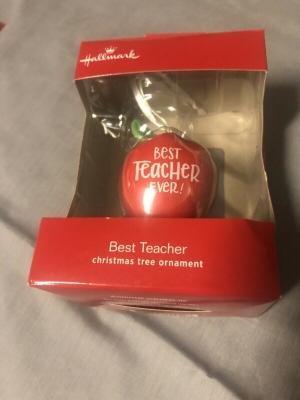 Hallmark
BEST
TEACHER
EVER!
Best Teacher
christmas tree ornament